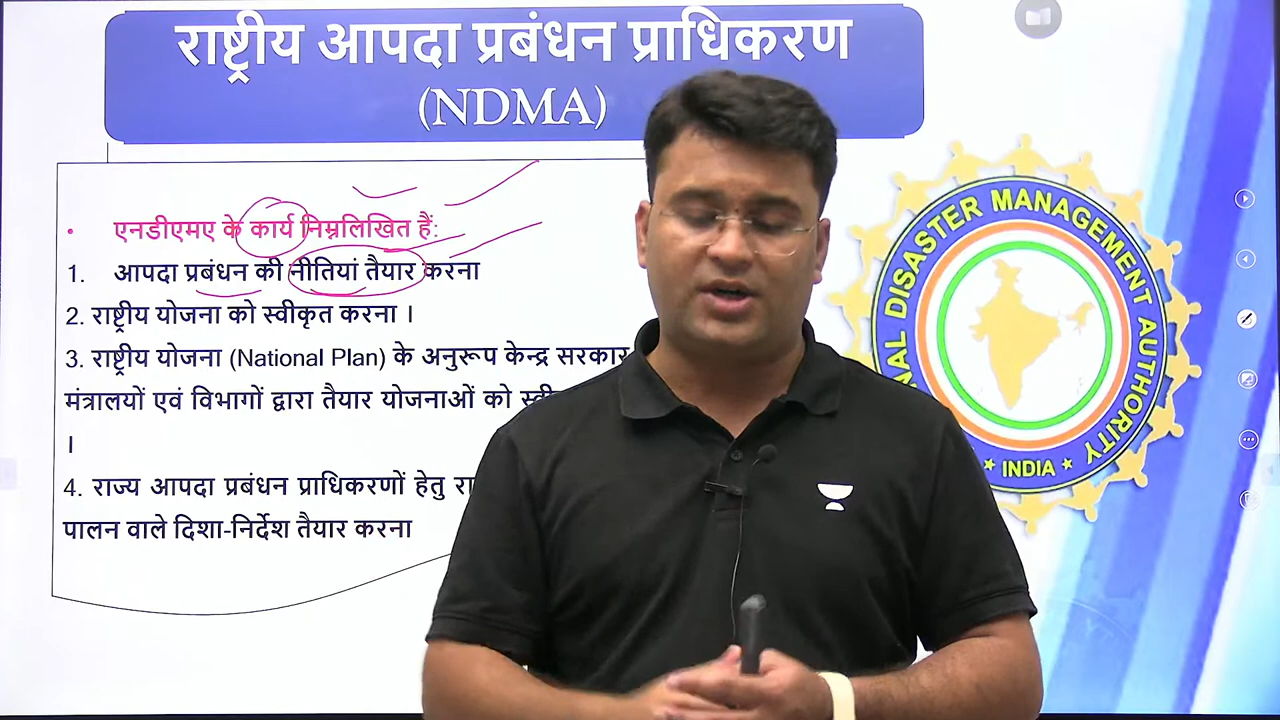 राष्ट्रीय आपदा प्रबंधन प्राधिकरण
(NDMA)
• एनडीएमए के कार्य निम्नलिखित हैं:
1. आपदा प्रबंधन की नीतियां तैयार करना
2. राष्ट्रीय योजना को स्वीकृत करना ।
3. राष्ट्रीय योजना (National Plan) के अनुरूप केन्द्र सरकार
मंत्रालयों एवं विभागों द्वारा तैयार योजनाओं को
।
4. राज्य आपदा प्रबंधन प्राधिकरणों हेतु
पालन वाले दिशा-निर्देश तैयार करना
DISASTER MANAGEMENT AUTHORITY
★ INDIA ★